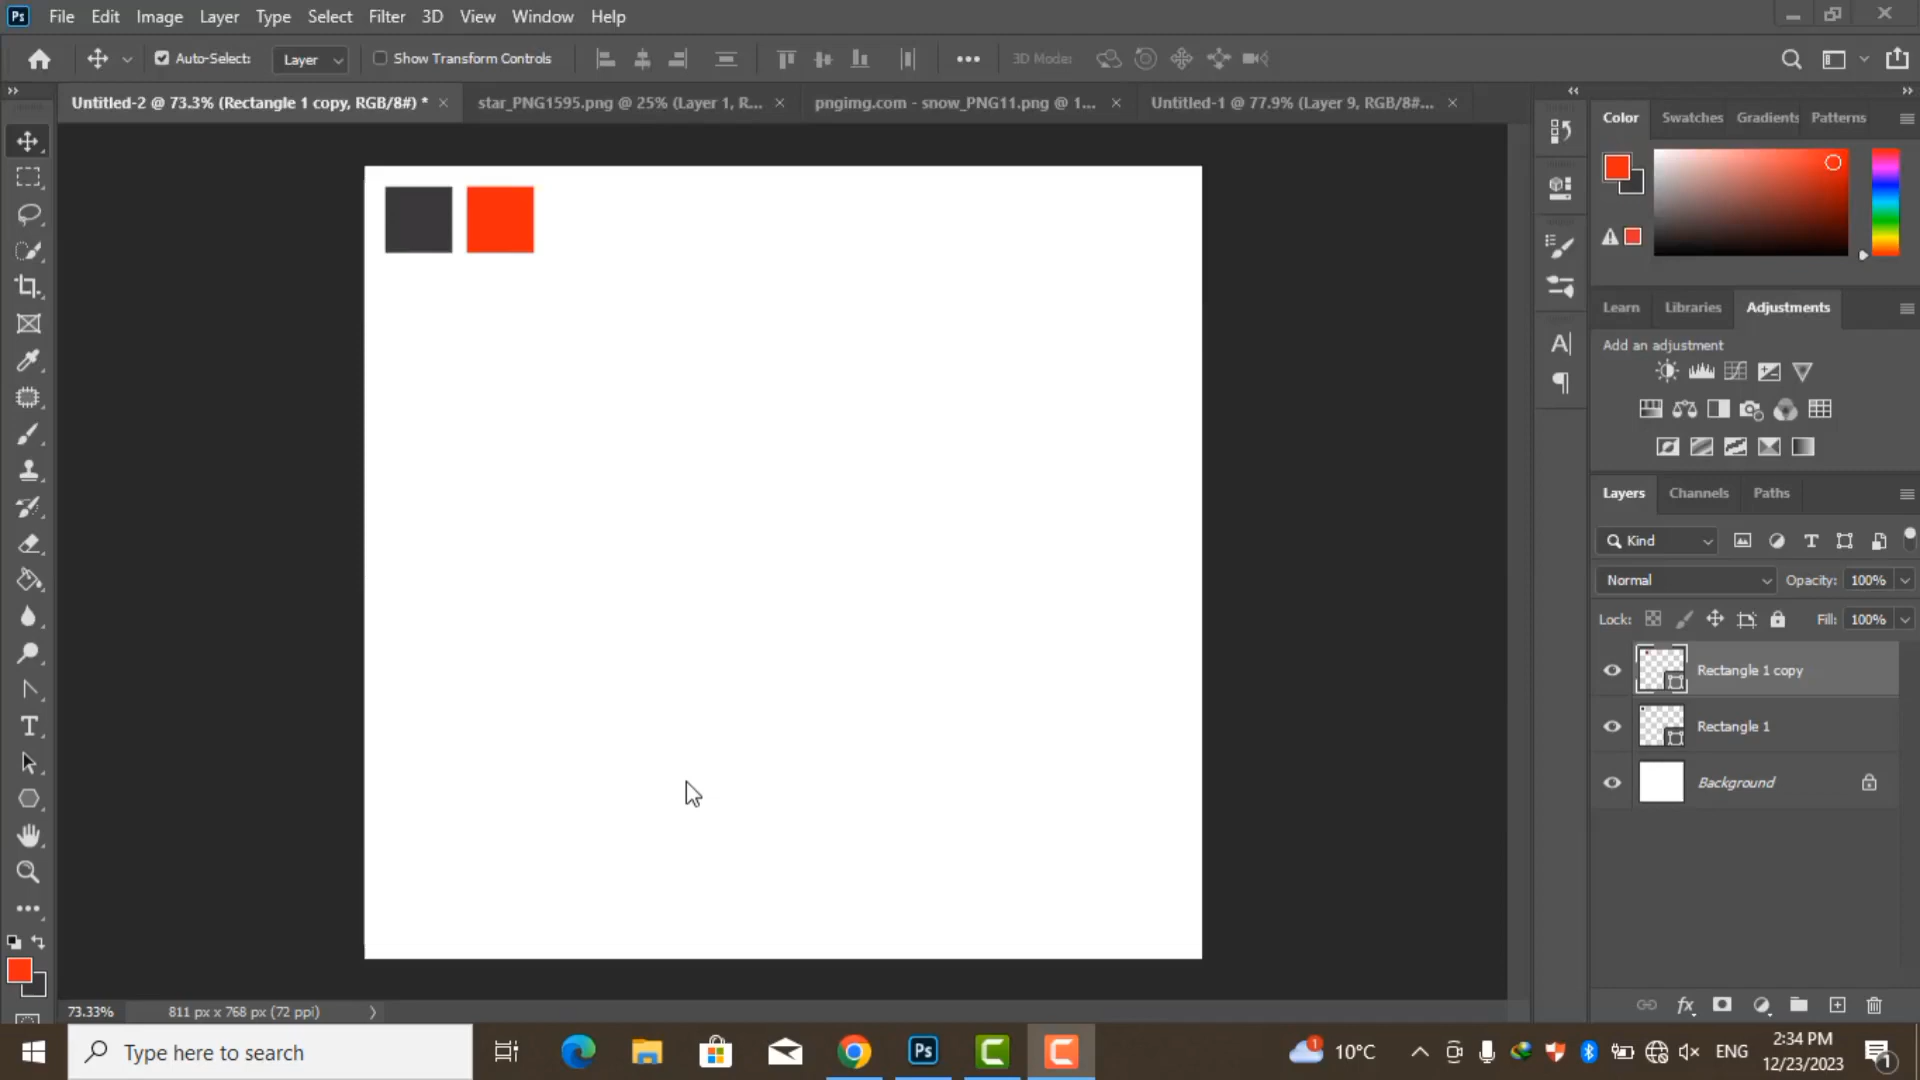 Ps File Edit Image Layer Type Select Filter 3D View Window Help
Auto-Select: Layer Show Transform Controls 3D Mode:
Untitled-2 @ 73.3% (Rectangle 1 copy, RGB/8#) * star_PNG1595.png @ 25% (Layer 1, R... pngimg.com - snow_PNG11.png @ 1... Untitled-1 @ 77.9% (Layer 9, RGB/8#...
Color Swatches Gradients Patterns
Learn Libraries Adjustments
Add an adjustment
Layers Channels Paths
Kind
Normal Opacity: 100%
Lock: Fill: 100%
Rectangle 1 copy
Rectangle 1
Background
73.33% 811 px x 768 px (72 ppi)
Type here to search
Ps
10°C
ENG
2:34 PM
12/23/2023